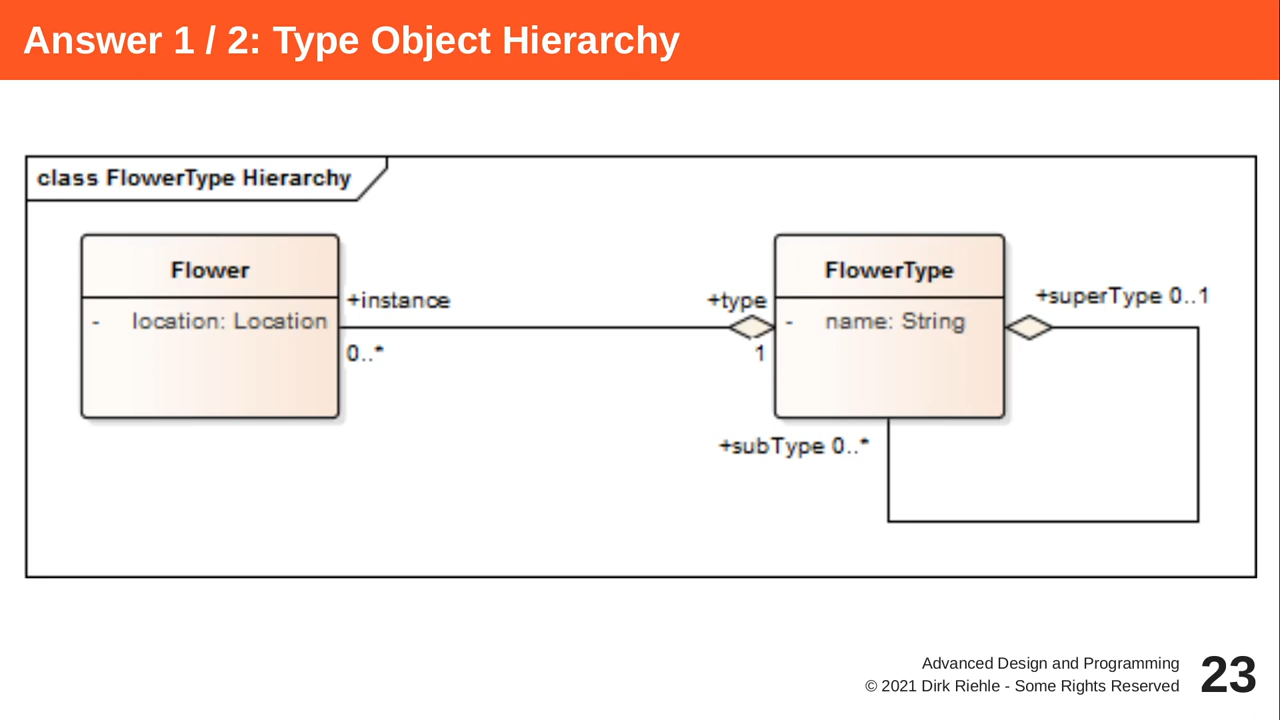 Answer 1 / 2: Type Object Hierarchy
class FlowerType Hierarchy
Flower
- location: Location
+instance
0..*
+type
1
FlowerType
- name: String
+superType 0..1
+subType 0..*
Advanced Design and Programming
© 2021 Dirk Riehle - Some Rights Reserved
23